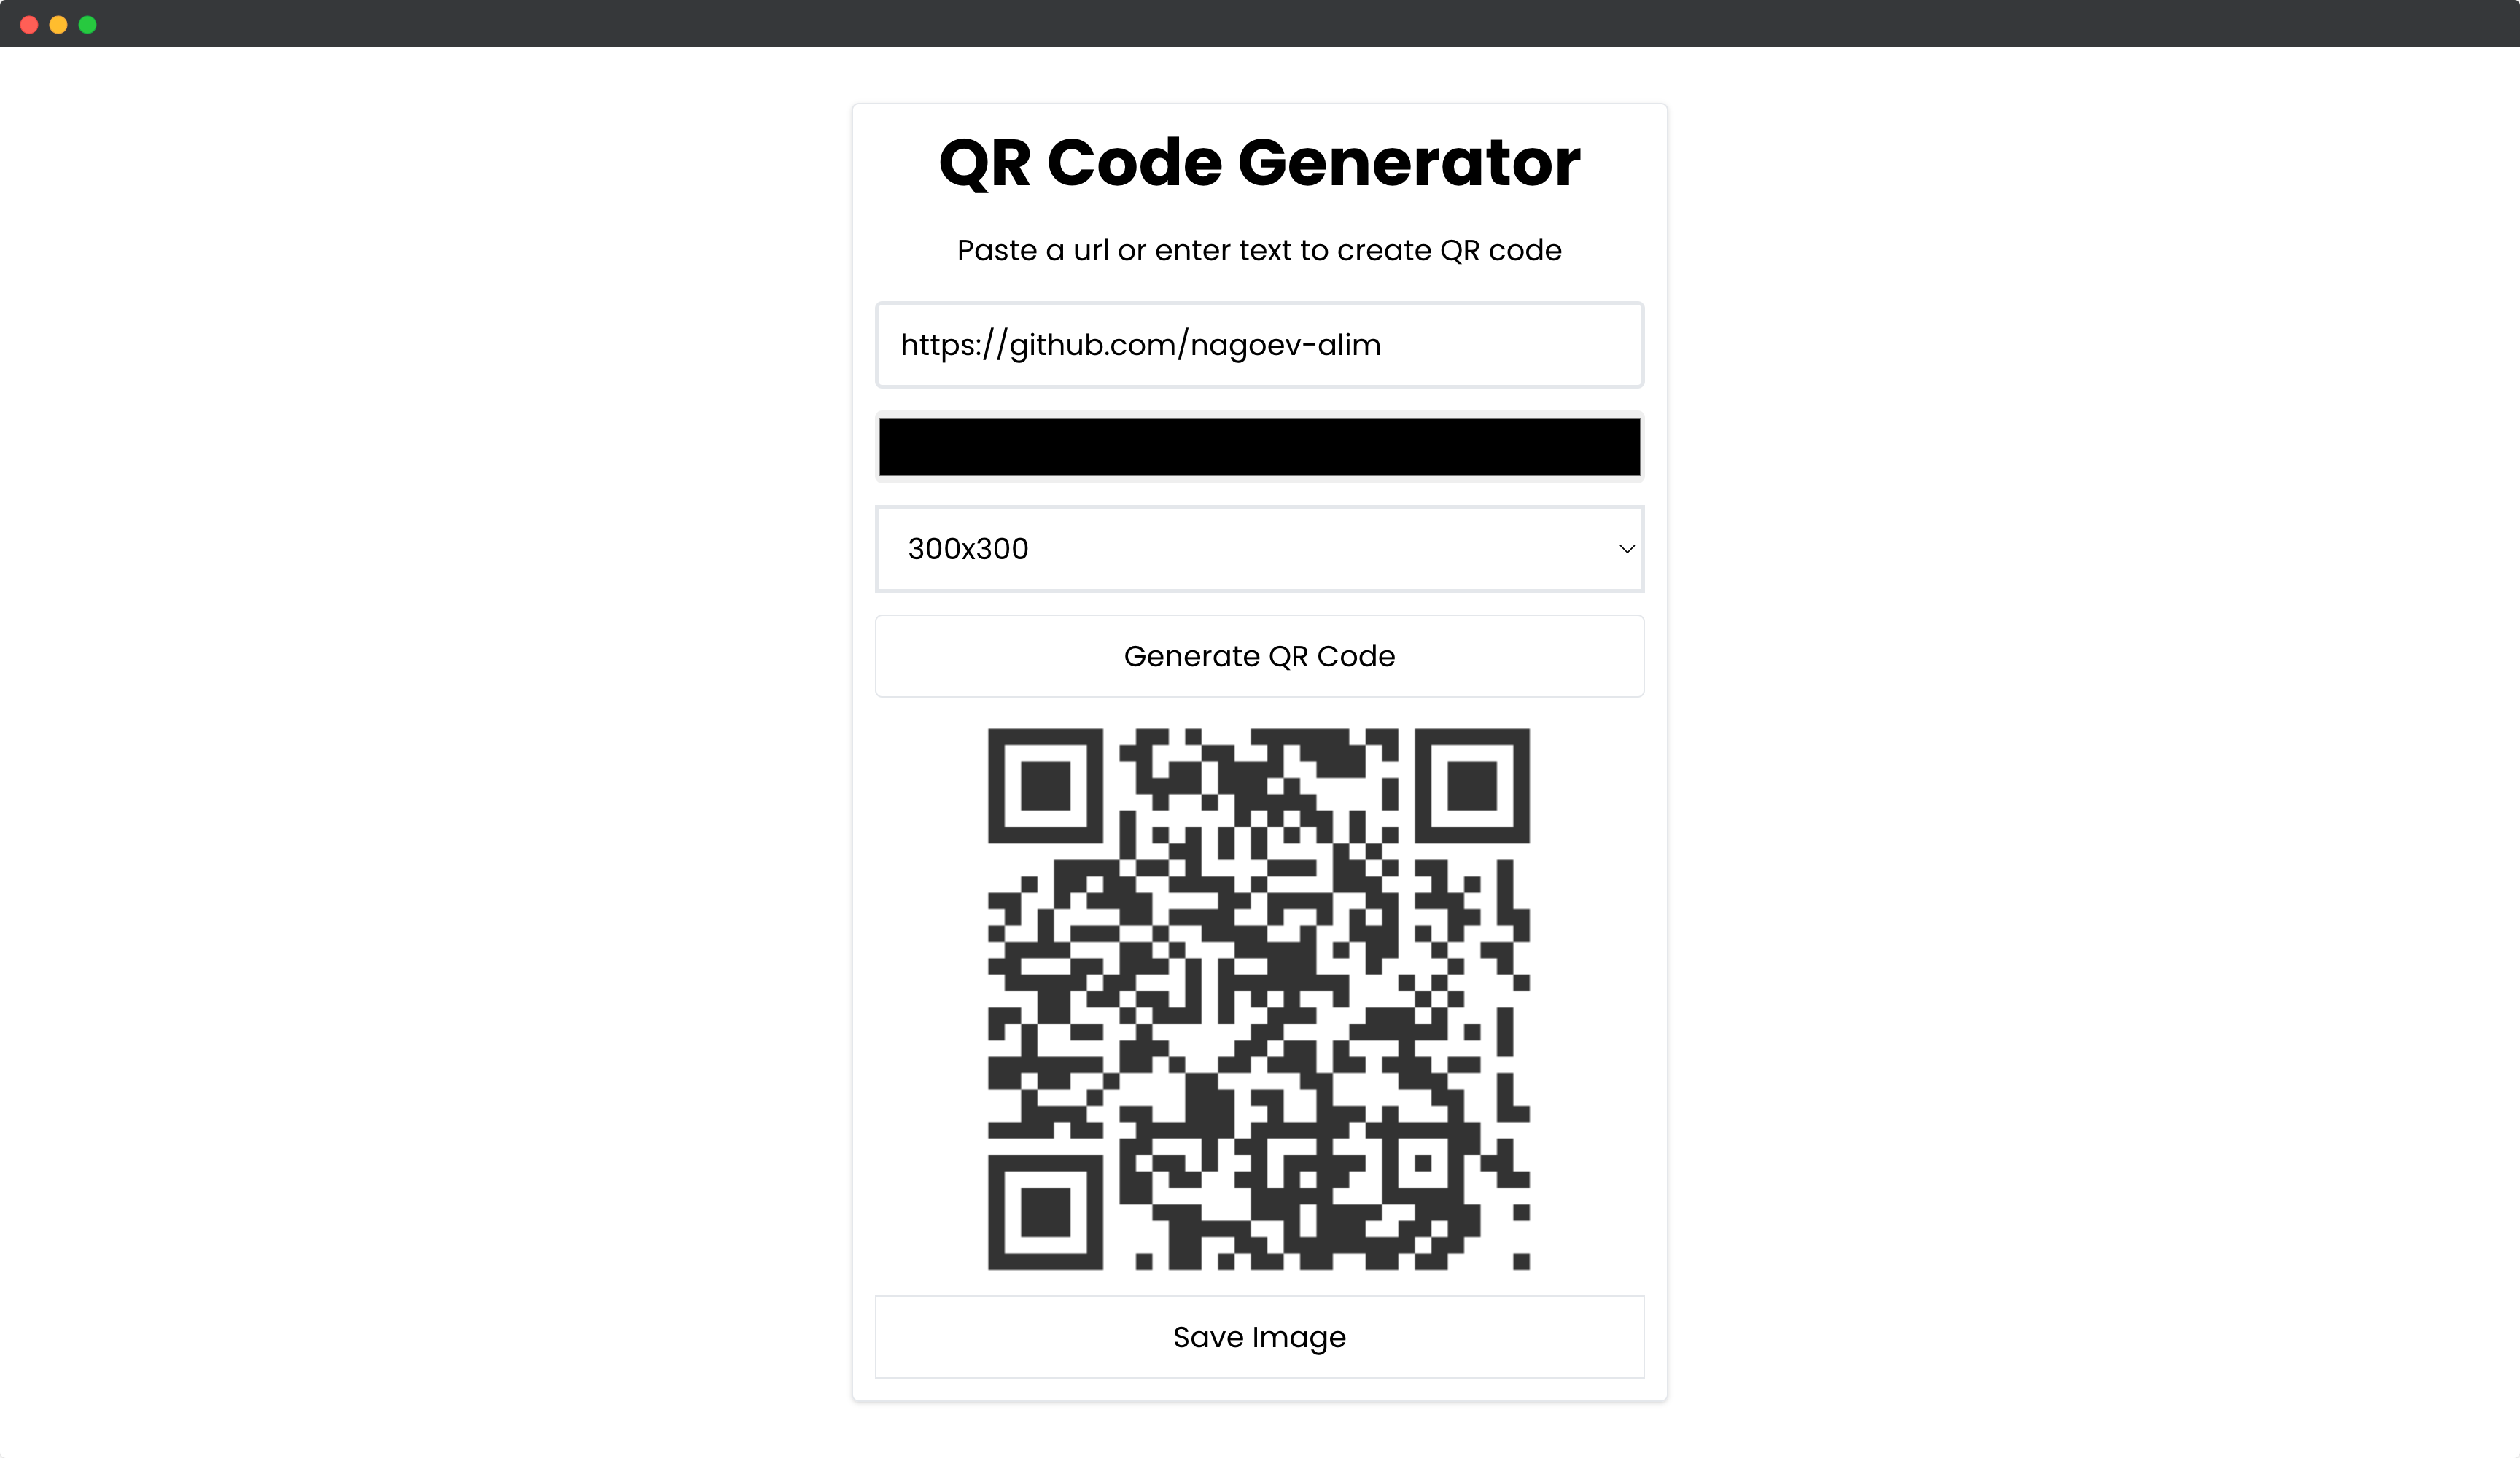 QR Code Generator
Paste a url or enter text to create QR code
https://github.com/nagoev-alim
300x300
Generate QR Code
Save Image